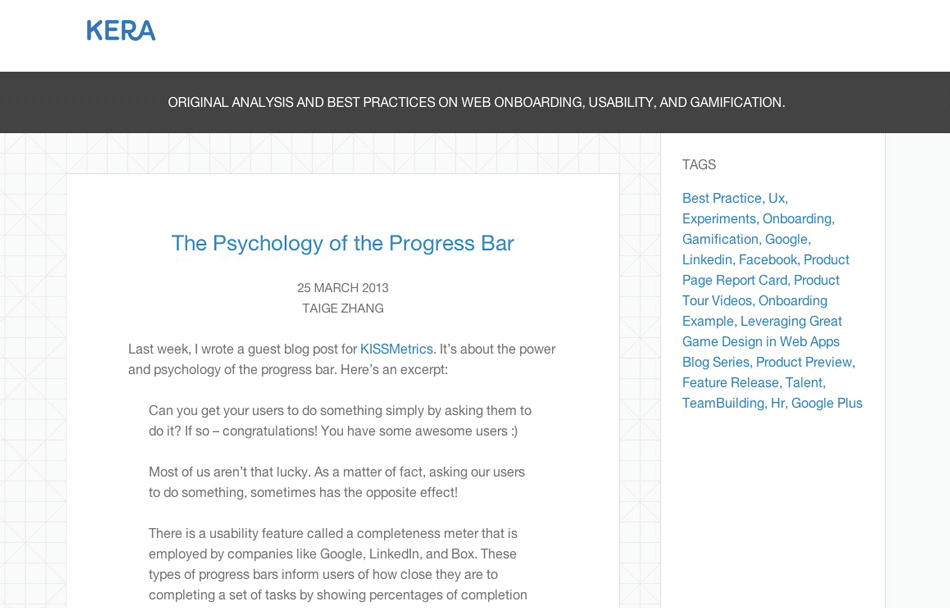 KERA
ORIGINAL ANALYSIS AND BEST PRACTICES ON WEB ONBOARDING, USABILITY, AND GAMIFICATION.
The Psychology of the Progress Bar
25 MARCH 2013
TAIGE ZHANG
Last week, I wrote a guest blog post for KISSMetrics. It’s about the power
and psychology of the progress bar. Here’s an excerpt:
Can you get your users to do something simply by asking them to
do it? If so – congratulations! You have some awesome users :)
Most of us aren’t that lucky. As a matter of fact, asking our users
to do something, sometimes has the opposite effect!
There is a usability feature called a completeness meter that is
employed by companies like Google, LinkedIn, and Box. These
types of progress bars inform users of how close they are to
completing a set of tasks by showing percentages of completion
TAGS
Best Practice, Ux,
Experiments, Onboarding,
Gamification, Google,
Linkedin, Facebook, Product
Page Report Card, Product
Tour Videos, Onboarding
Example, Leveraging Great
Game Design in Web Apps
Blog Series, Product Preview,
Feature Release, Talent,
TeamBuilding, Hr, Google Plus